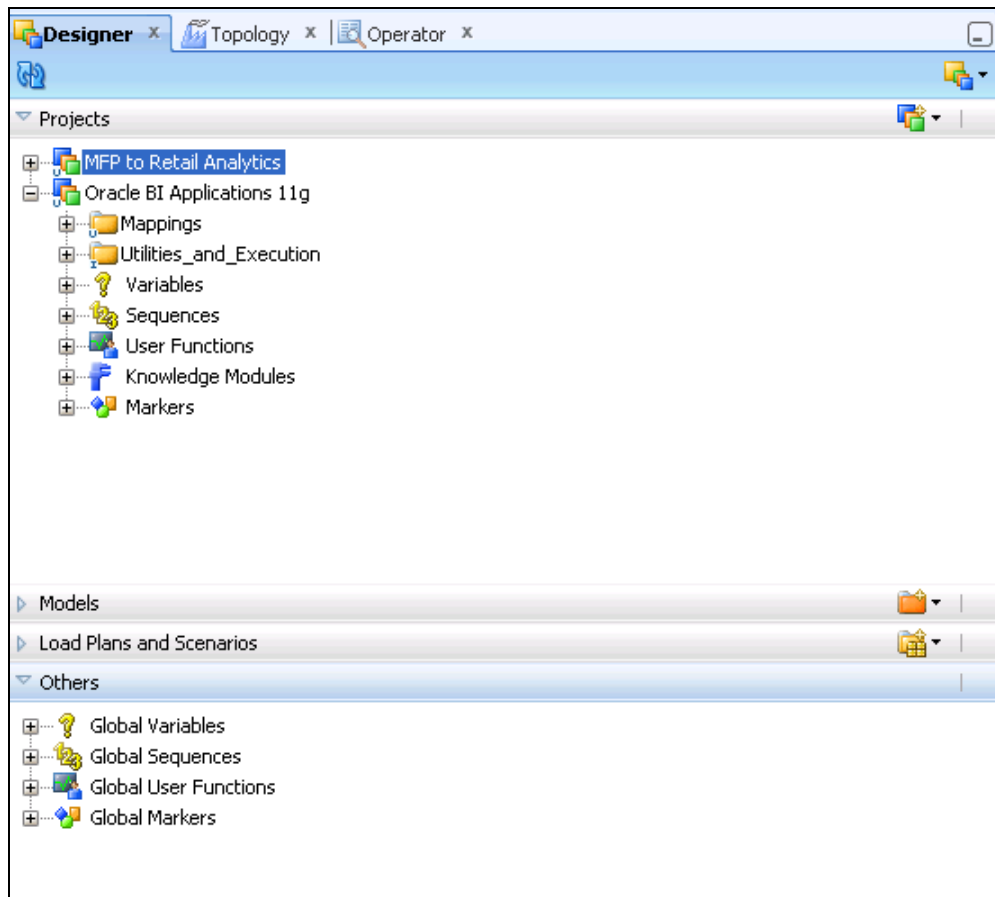 Designer x Topology x Operator x
Projects
MFP to Retail Analytics
Oracle BI Applications 11g
Mappings
Utilities_and_Execution
Variables
Sequences
User Functions
Knowledge Modules
Markers
Models
Load Plans and Scenarios
Others
Global Variables
Global Sequences
Global User Functions
Global Markers